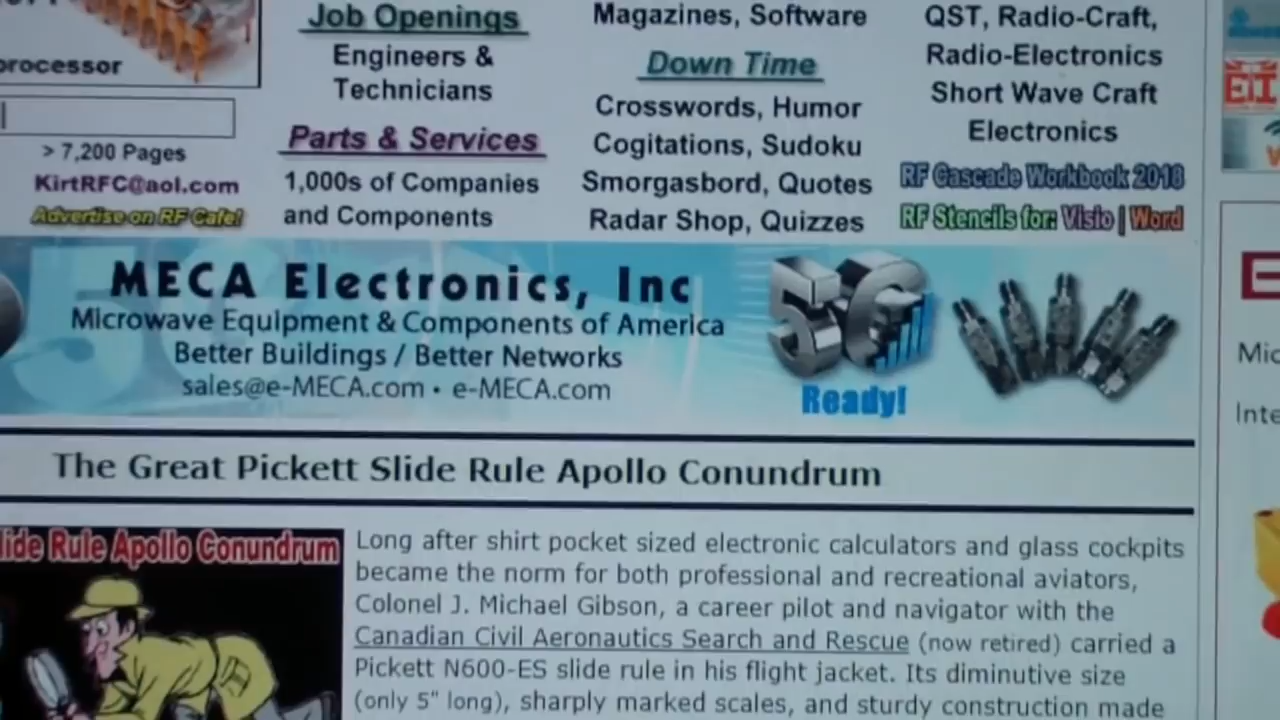 Job Openings
Engineers &
Technicians
Parts & Services
1,000s of Companies
and Components
Magazines, Software
Down Time
Crosswords, Humor
Cogitations, Sudoku
Smorgasbord, Quotes
Radar Shop, Quizzes
QST, Radio-Craft,
Radio-Electronics
Short Wave Craft
Electronics
RF Cascade Workbook 2018
RF Stencils for: Visio | Word
processor
> 7,200 Pages
KirtRFC@aol.com
Advertise on RF Cafe!
MECA Electronics, Inc
Microwave Equipment & Components of America
Better Buildings / Better Networks
sales@e-MECA.com • e-MECA.com
5G
Ready!
The Great Pickett Slide Rule Apollo Conundrum
lide Rule Apollo Conundrum
Long after shirt pocket sized electronic calculators and glass cockpits
became the norm for both professional and recreational aviators,
Colonel J. Michael Gibson, a career pilot and navigator with the
Canadian Civil Aeronautics Search and Rescue (now retired) carried a
Pickett N600-ES slide rule in his flight jacket. Its diminutive size
(only 5" long), sharply marked scales, and sturdy construction made
Mic
Inte